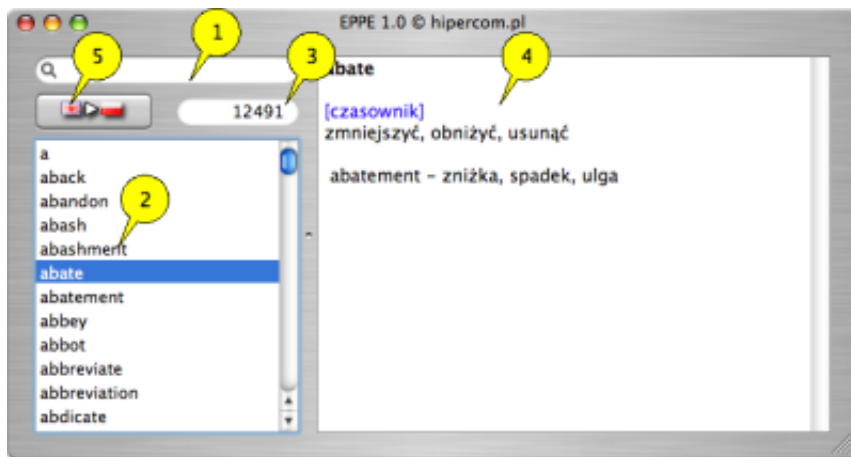 EPPE 1.0 © hipercom.pl
1
5
3
4
12491
a
aback
abandon
abash
2
abashment
abate
abatement
abbey
abbot
abbreviate
abbreviation
abdicate
abate
[czasownik]
zmniejszyć, obniżyć, usunąć
abatement – zniżka, spadek, ulga